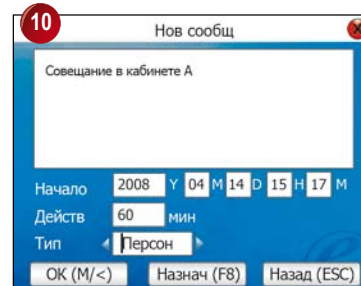 10
Нов сообщ
X
Совещание в кабинете А
Начало 2008 Y 04 M 14 D 15 H 17 M
Действ 60 мин
Тип Персон
OK (M/<) Назнач (F8) Назад (ESC)